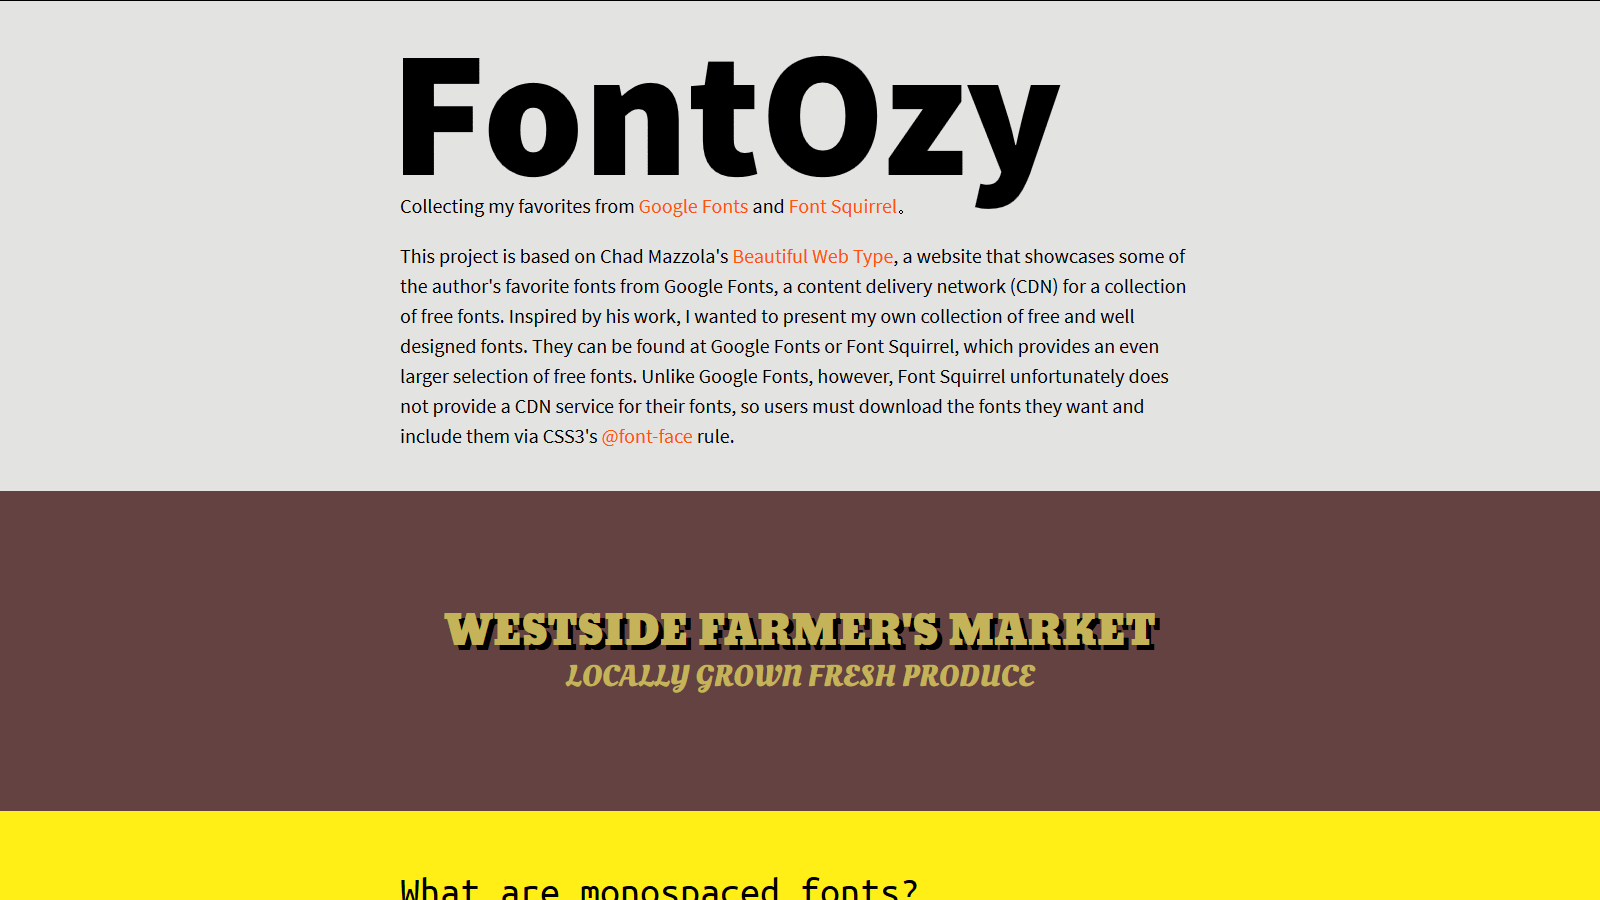 FontOzy
Collecting my favorites from Google Fonts and Font Squirrel。
This project is based on Chad Mazzola's Beautiful Web Type, a website that showcases some of
the author's favorite fonts from Google Fonts, a content delivery network (CDN) for a collection
of free fonts. Inspired by his work, I wanted to present my own collection of free and well
designed fonts. They can be found at Google Fonts or Font Squirrel, which provides an even
larger selection of free fonts. Unlike Google Fonts, however, Font Squirrel unfortunately does
not provide a CDN service for their fonts, so users must download the fonts they want and
include them via CSS3's @font-face rule.
WESTSIDE FARMER'S MARKET
LOCALLY GROWN FRESH PRODUCE
What are monospaced fonts?